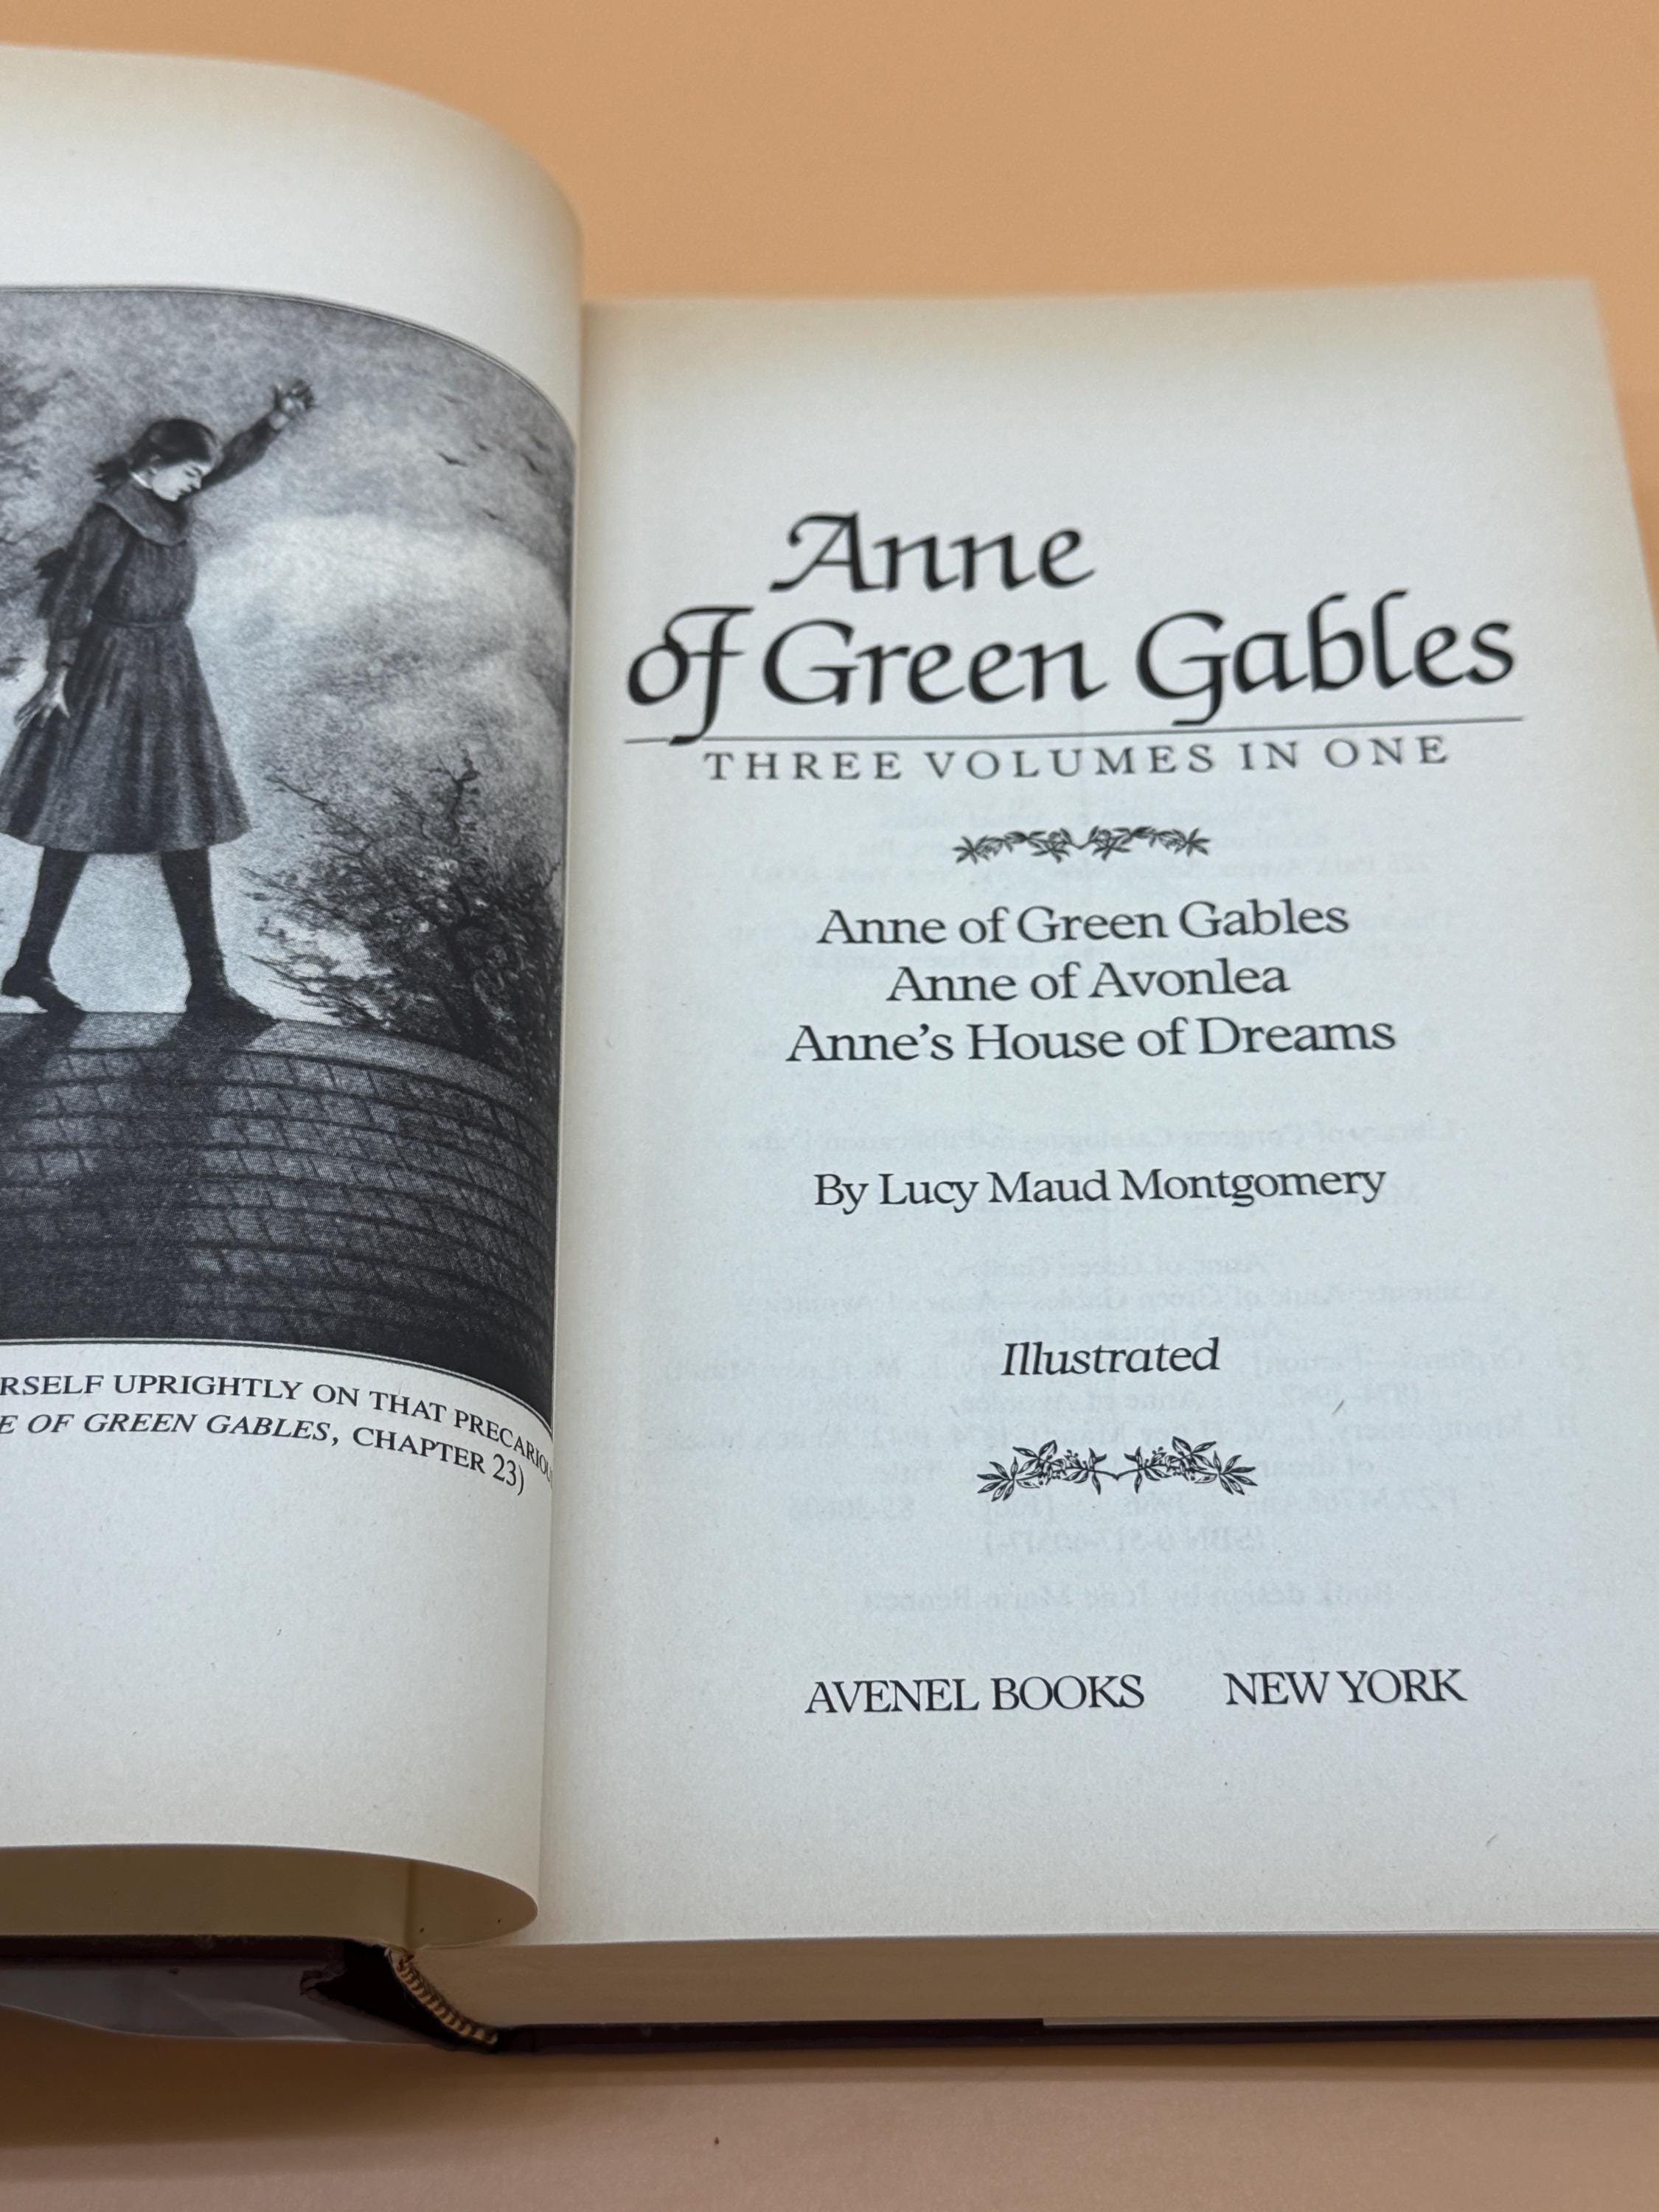 RSELF UPRIGHTLY ON THAT PRECARIOU
E OF GREEN GABLES, CHAPTER 23)
Anne
of Green Gables
THREE VOLUMES IN ONE
Anne of Green Gables
Anne of Avonlea
Anne's House of Dreams
By Lucy Maud Montgomery
Illustrated
AVENEL BOOKS NEW YORK